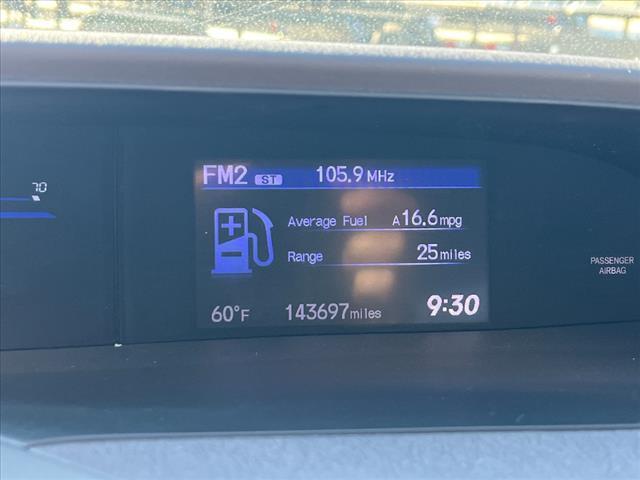 FM2 ST 105.9 MHz
70
Average Fuel A 16.6 mpg
Range 25 miles
PASSENGER
AIRBAG
60°F 143697 miles 9:30